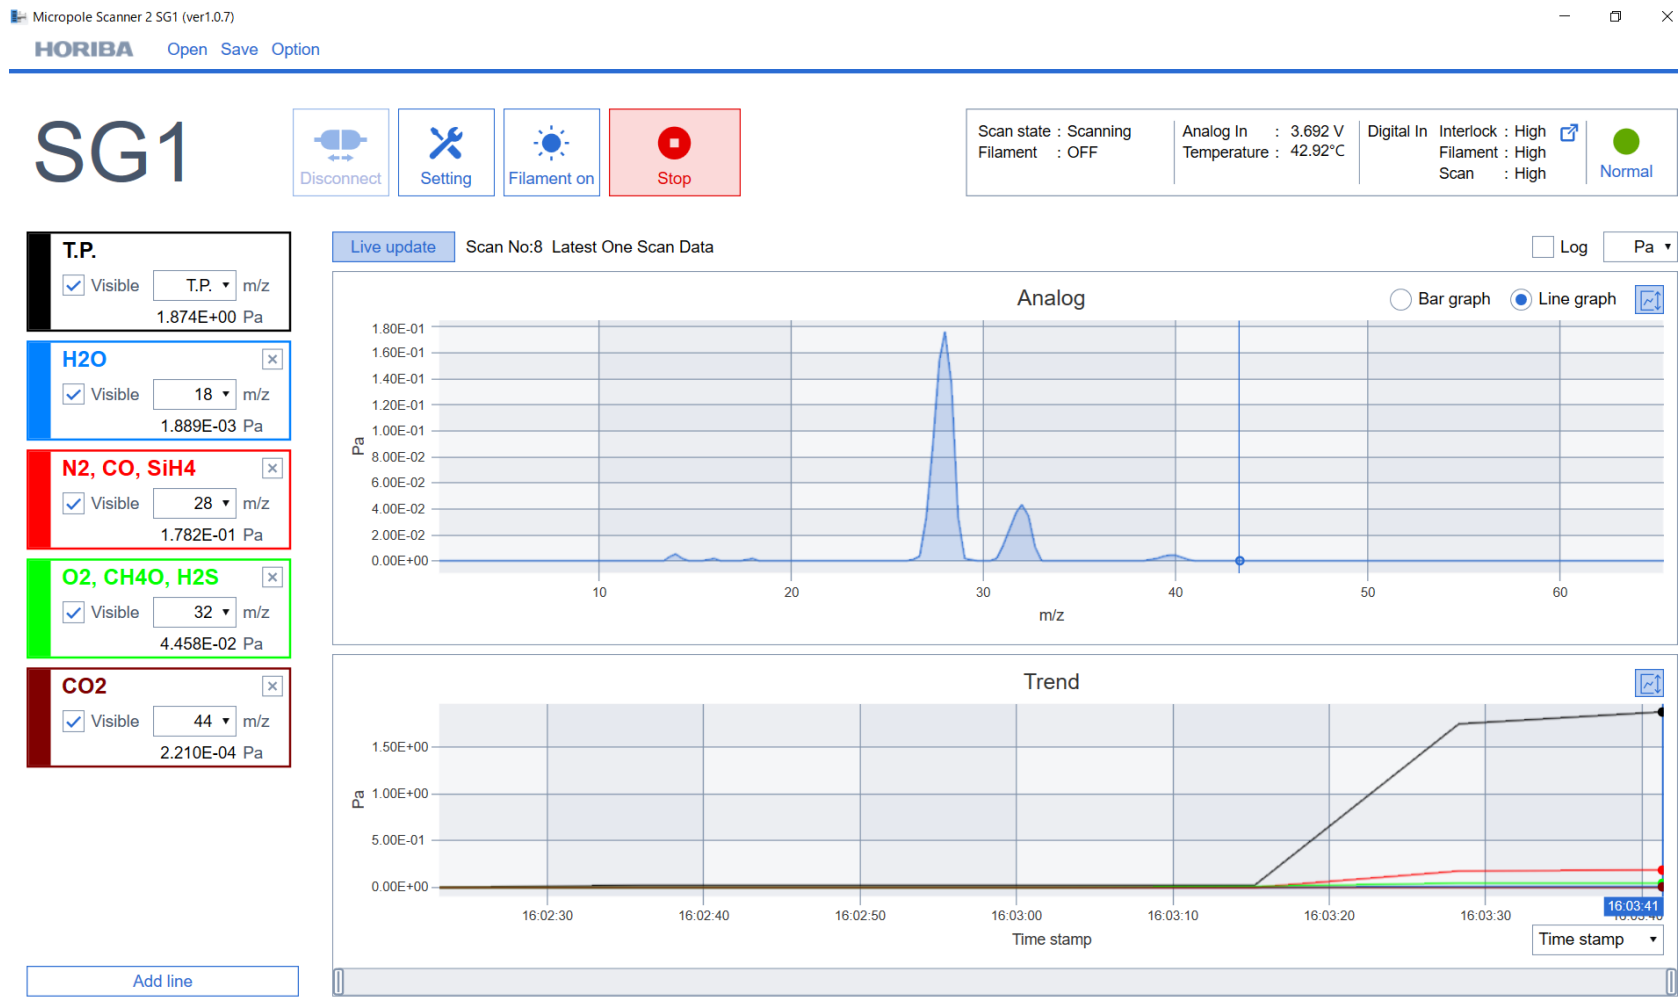 Micropole Scanner 2 SG1 (ver1.0.7)
HORIBA Open Save Option
SG1
Disconnect
Setting
Filament on
Stop
Scan state : Scanning
Filament : OFF
Analog In : 3.692 V
Temperature : 42.92°C
Digital In Interlock : High
Filament : High
Scan : High
Normal
T.P.
Visible T.P. m/z
1.874E+00 Pa
H2O
Visible 18 m/z
1.889E-03 Pa
N2, CO, SiH4
Visible 28 m/z
1.782E-01 Pa
O2, CH4O, H2S
Visible 32 m/z
4.458E-02 Pa
CO2
Visible 44 m/z
2.210E-04 Pa
Add line
Live update Scan No:8 Latest One Scan Data
Log Pa
Analog
Bar graph Line graph
1.80E-01
1.60E-01
1.40E-01
1.20E-01
1.00E-01
8.00E-02
6.00E-02
4.00E-02
2.00E-02
0.00E+00
Pa
10 20 30 40 50 60
m/z
Trend
1.50E+00
1.00E+00
5.00E-01
0.00E+00
Pa
16:02:30 16:02:40 16:02:50 16:03:00 16:03:10 16:03:20 16:03:30 16:03:40
16:03:41
Time stamp
Time stamp